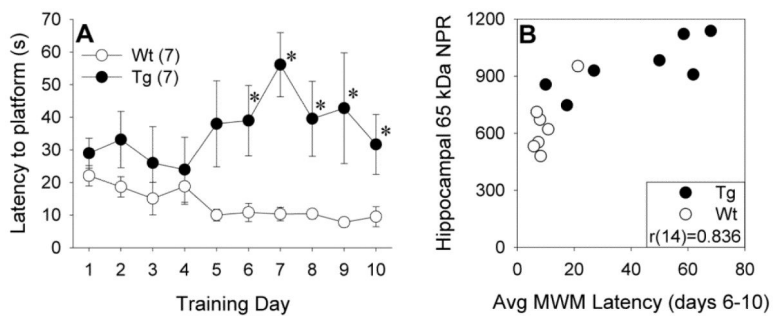 A
Wt (7)
Tg (7)
Latency to platform (s)
70
60
50
40
30
20
10
0
* * * * *
1 2 3 4 5 6 7 8 9 10
Training Day
B
Hippocampal 65 kDa NPR
1200
900
600
300
0
Tg
Wt
r(14)=0.836
0 20 40 60 80
Avg MWM Latency (days 6-10)